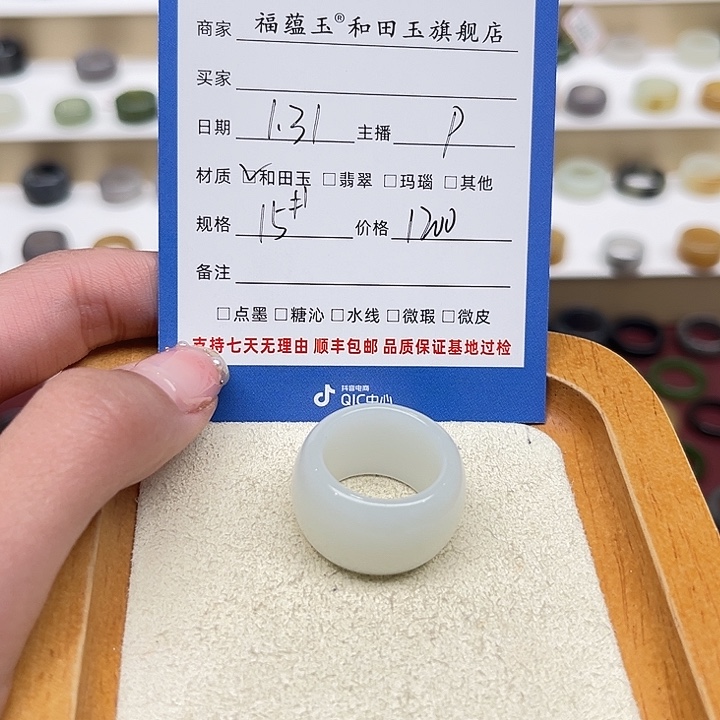 商家 福蕴玉®和田玉旗舰店
买家
日期 1.31 主播 P
材质 ☑和田玉 □翡翠 □玛瑙 □其他
规格 15# 价格 1200
备注
□点墨 □糖沁 □水线 □微瑕 □微皮
支持七天无理由 顺丰包邮 品质保证基地过检
抖音电商
QIC中心